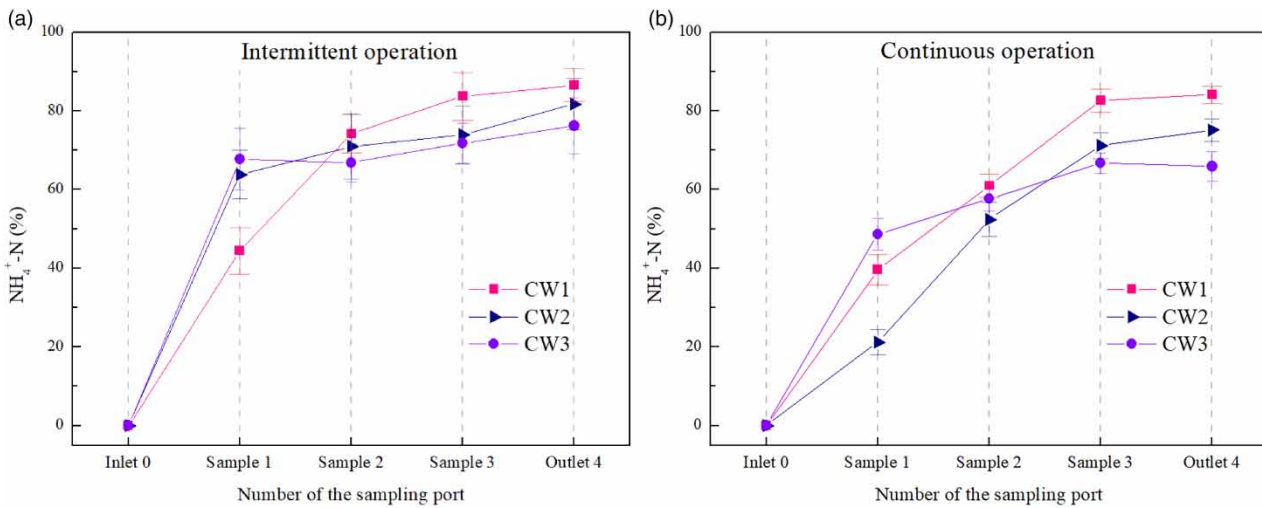 (a)
Intermittent operation
NH₄⁺-N (%)
100
80
60
40
20
0
CW1
CW2
CW3
Inlet 0 Sample 1 Sample 2 Sample 3 Outlet 4
Number of the sampling port
(b)
Continuous operation
NH₄⁺-N (%)
100
80
60
40
20
0
CW1
CW2
CW3
Inlet 0 Sample 1 Sample 2 Sample 3 Outlet 4
Number of the sampling port